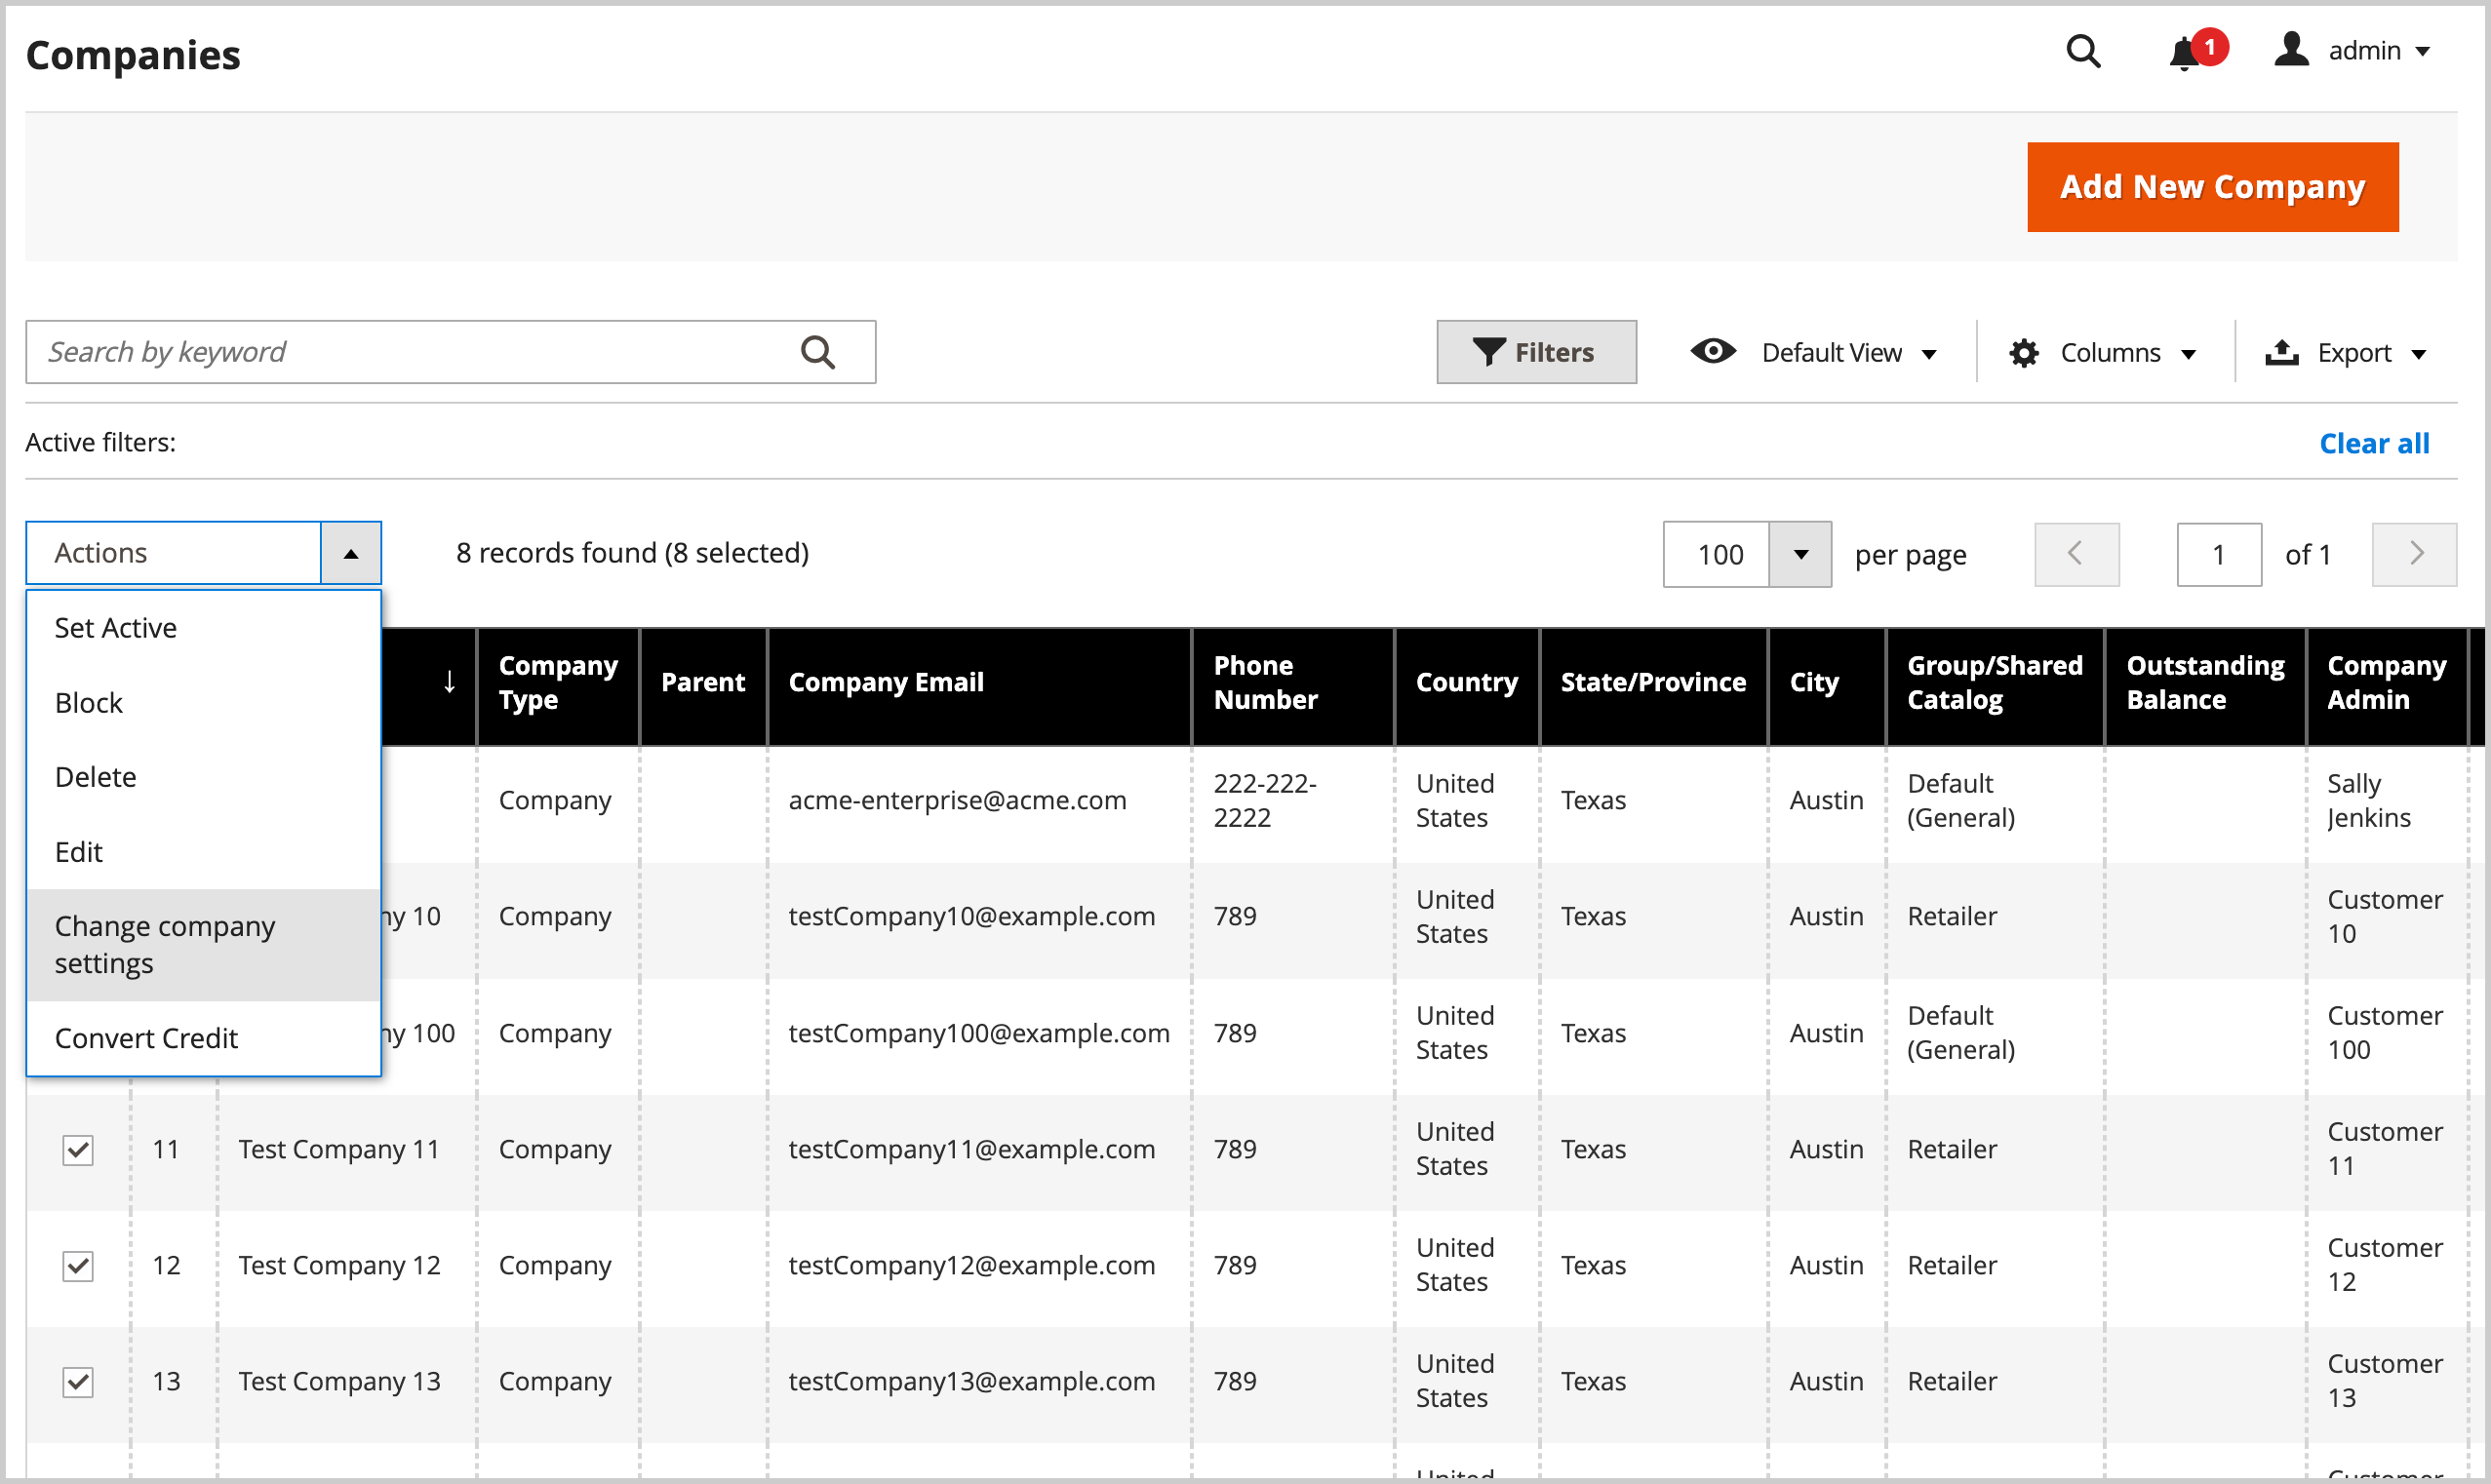 Companies
1
admin
Add New Company
Search by keyword
Filters
Default View
Columns
Export
Active filters:
Clear all
Actions
8 records found (8 selected)
100
per page
1
of 1
Set Active
Block
Delete
Edit
Change company
settings
Convert Credit
↓
Company
Type
Parent
Company Email
Phone
Number
Country
State/Province
City
Group/Shared
Catalog
Outstanding
Balance
Company
Admin
Company
acme-enterprise@acme.com
222-222-
2222
United
States
Texas
Austin
Default
(General)
Sally
Jenkins
10
Company
testCompany10@example.com
789
United
States
Texas
Austin
Retailer
Customer
10
100
Company
testCompany100@example.com
789
United
States
Texas
Austin
Default
(General)
Customer
100
11
Test Company 11
Company
testCompany11@example.com
789
United
States
Texas
Austin
Retailer
Customer
11
12
Test Company 12
Company
testCompany12@example.com
789
United
States
Texas
Austin
Retailer
Customer
12
13
Test Company 13
Company
testCompany13@example.com
789
United
States
Texas
Austin
Retailer
Customer
13